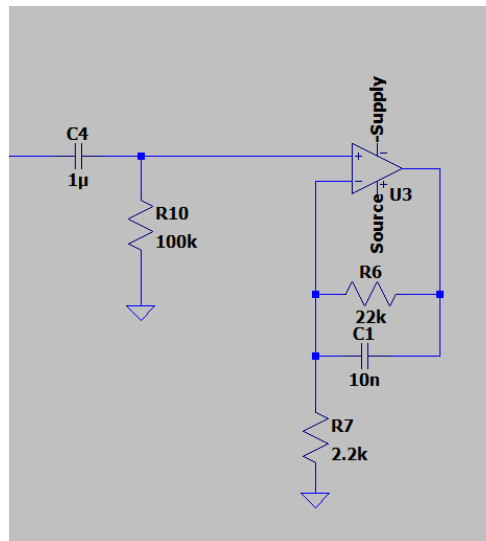 C4
1µ
R10
100k
-Supply
Source
U3
R6
22k
C1
10n
R7
2.2k